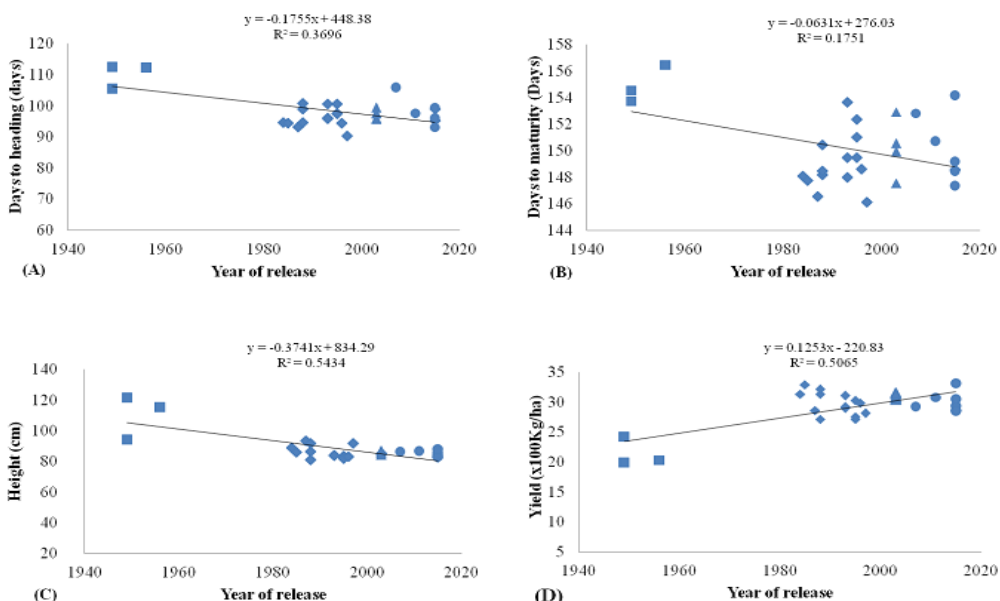 y = -0.1755x + 448.38
R² = 0.3696
120
110
100
90
80
70
60
Days to heading (days)
1940 1960 1980 2000 2020
(A) Year of release
y = -0.0631x + 276.03
R² = 0.1751
158
156
154
152
150
148
146
144
Days to maturity (Days)
1940 1960 1980 2000 2020
(B) Year of release
y = -0.3741x + 834.29
R² = 0.5434
140
120
100
80
60
40
20
Height (cm)
1940 1960 1980 2000 2020
(C) Year of release
y = 0.1253x - 220.83
R² = 0.5065
35
30
25
20
15
10
5
Yield (x100Kg/ha)
1940 1960 1980 2000 2020
(D) Year of release